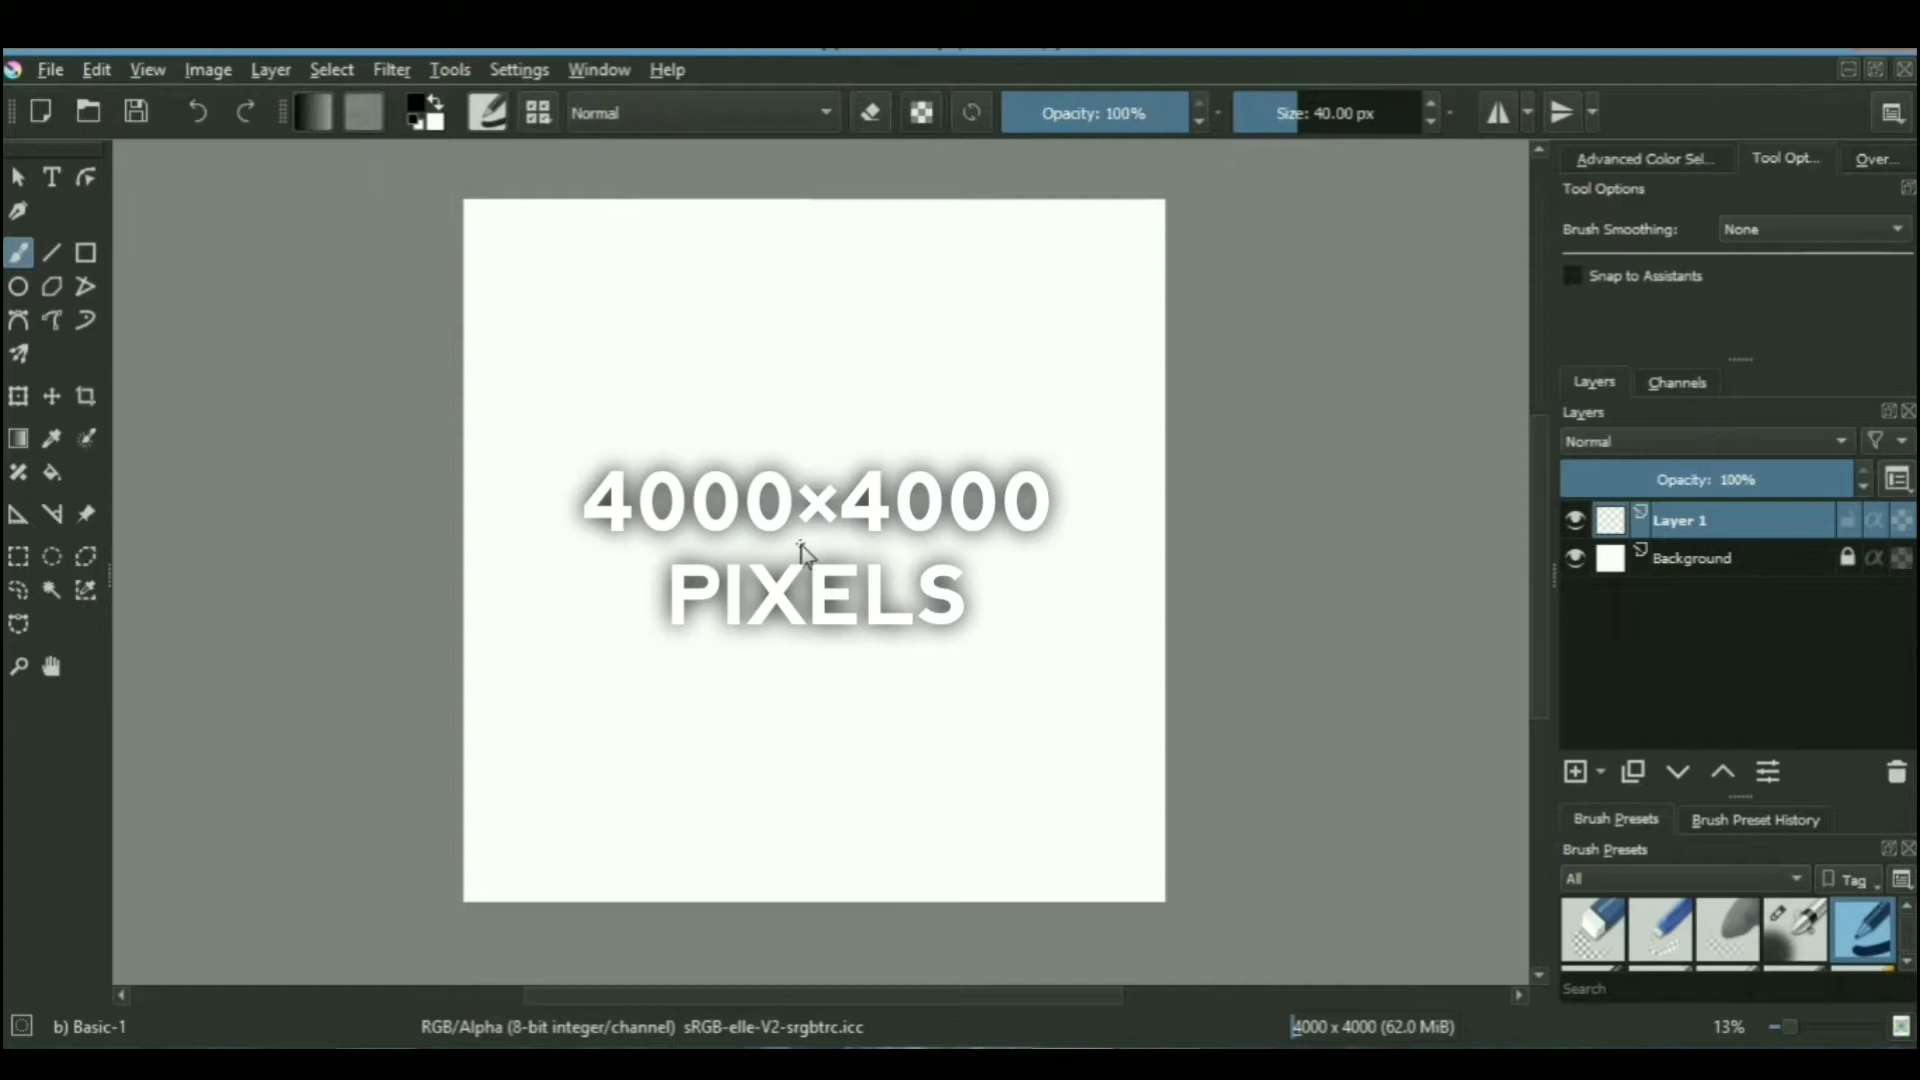 File Edit View Image Layer Select Filter Tools Settings Window Help
Normal Opacity: 100% Size: 40.00 px
Advanced Color Sel... Tool Opt... Over...
Tool Options
Brush Smoothing: None
Snap to Assistants
Layers Channels
Layers
Normal
Opacity: 100%
Layer 1
Background
4000×4000
PIXELS
Brush Presets Brush Preset History
Brush Presets
All Tag
Search
b) Basic-1 RGB/Alpha (8-bit integer/channel) sRGB-elle-V2-srgbtrc.icc 4000 x 4000 (62.0 MiB) 13%